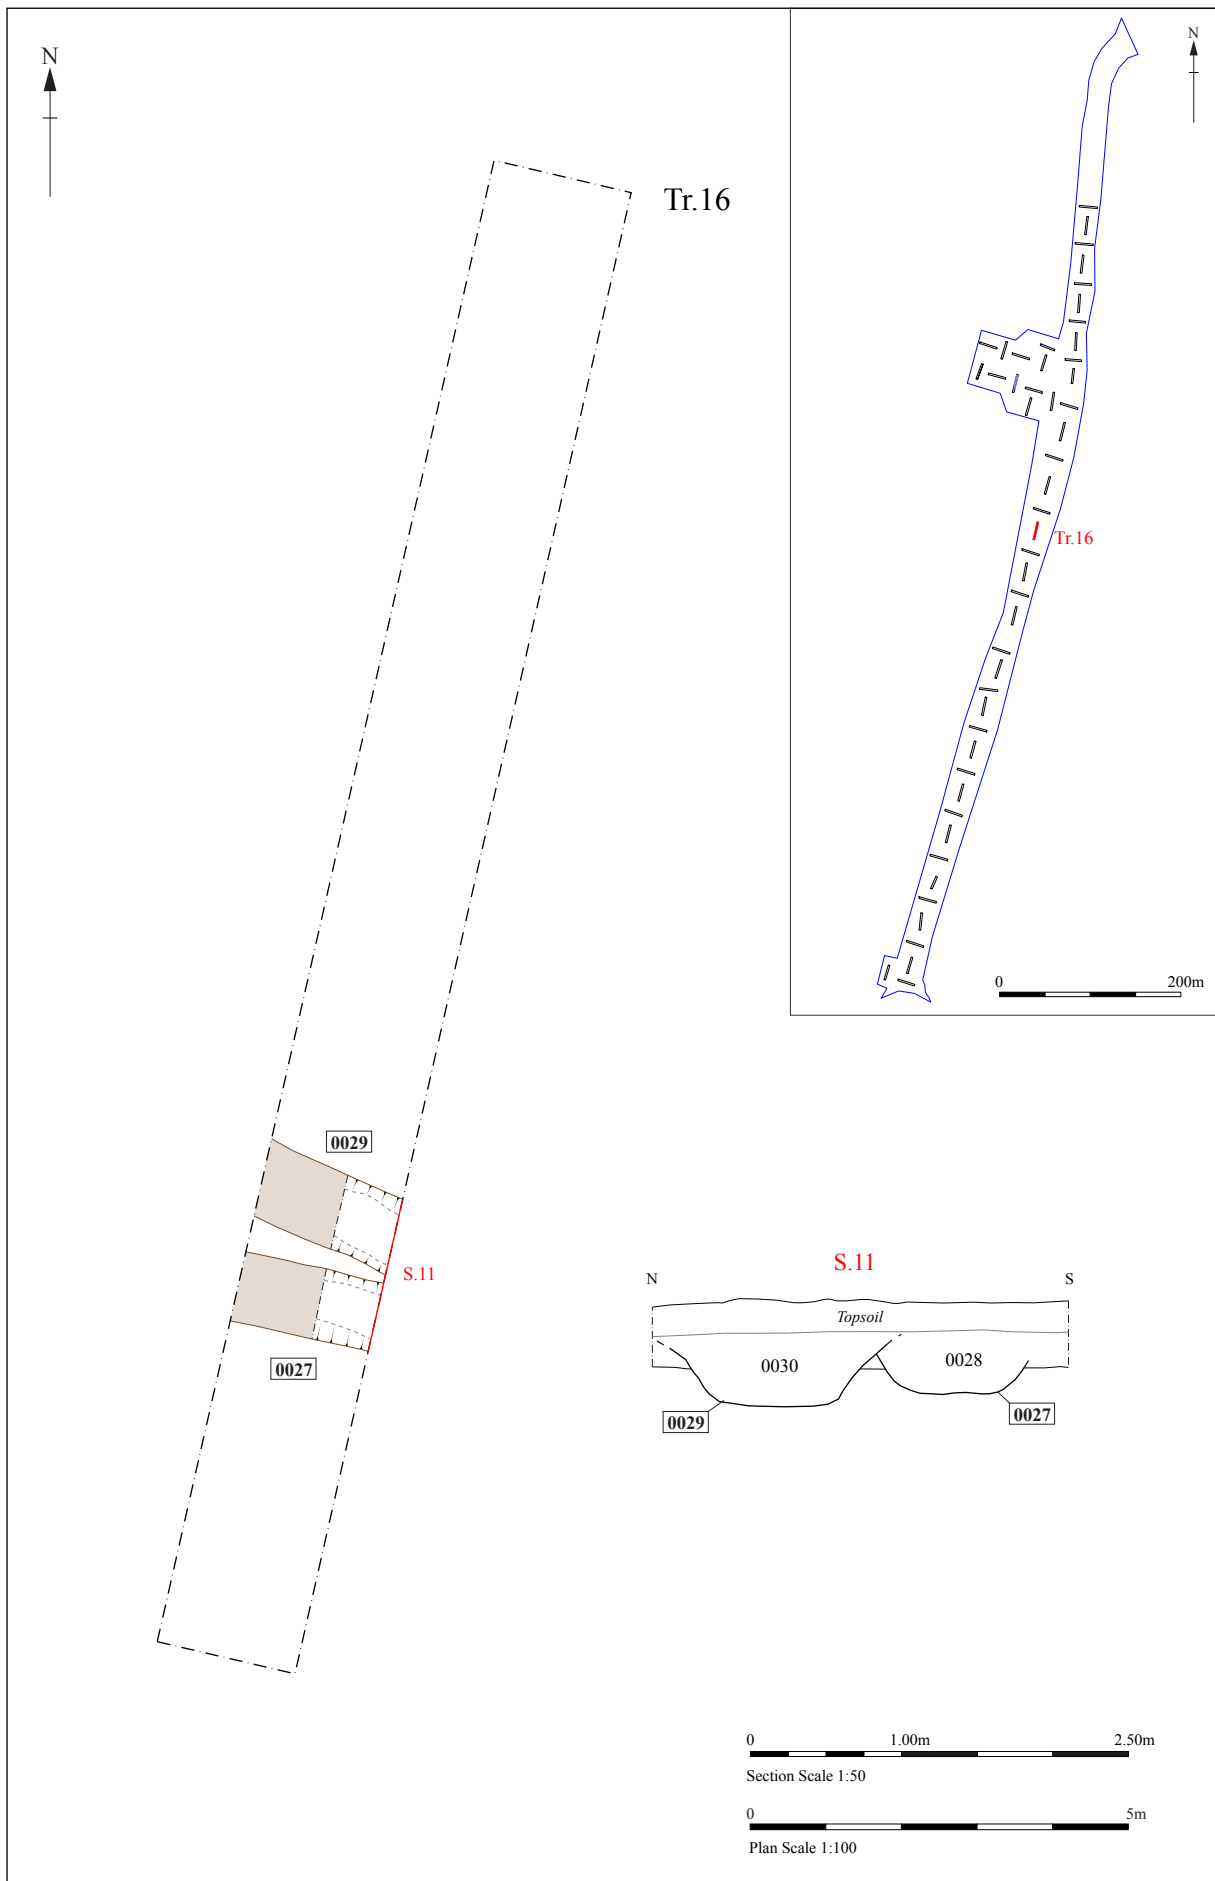 N
Tr.16
N
Tr.16
0 200m
0029
S.11
0027
S.11
N S
Topsoil
0030 0028
0029 0027
0 1.00m 2.50m
Section Scale 1:50
0 5m
Plan Scale 1:100